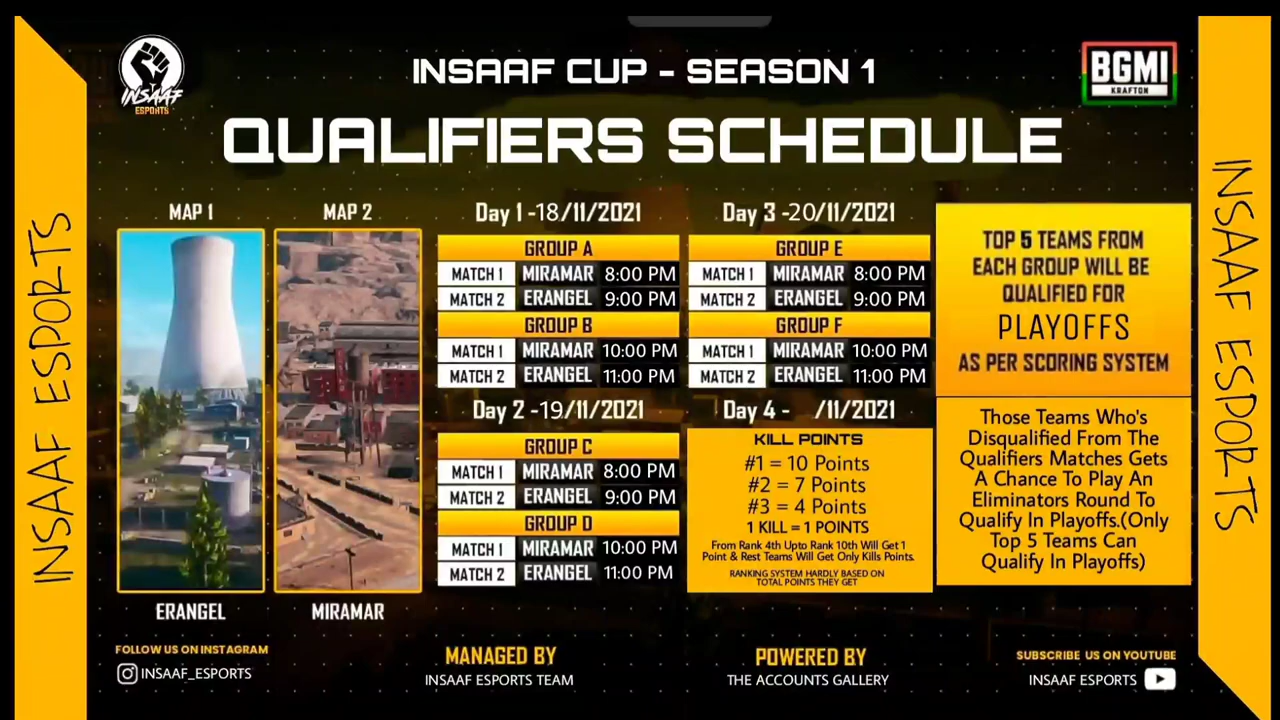 INSAAF ESPORTS
INSAAF
ESPORTS
INSAAF CUP - SEASON 1
BGMI
KRAFTON
QUALIFIERS SCHEDULE
MAP 1
ERANGEL
MAP 2
MIRAMAR
Day 1 -18/11/2021
GROUP A
MATCH 1 MIRAMAR 8:00 PM
MATCH 2 ERANGEL 9:00 PM
GROUP B
MATCH 1 MIRAMAR 10:00 PM
MATCH 2 ERANGEL 11:00 PM
Day 2 -19/11/2021
GROUP C
MATCH 1 MIRAMAR 8:00 PM
MATCH 2 ERANGEL 9:00 PM
GROUP D
MATCH 1 MIRAMAR 10:00 PM
MATCH 2 ERANGEL 11:00 PM
Day 3 -20/11/2021
GROUP E
MATCH 1 MIRAMAR 8:00 PM
MATCH 2 ERANGEL 9:00 PM
GROUP F
MATCH 1 MIRAMAR 10:00 PM
MATCH 2 ERANGEL 11:00 PM
Day 4 - /11/2021
KILL POINTS
#1 = 10 Points
#2 = 7 Points
#3 = 4 Points
1 KILL = 1 POINTS
From Rank 4th Upto Rank 10th Will Get 1
Point & Rest Teams Will Get Only Kills Points.
RANKING SYSTEM HARDLY BASED ON
TOTAL POINTS THEY GET
TOP 5 TEAMS FROM
EACH GROUP WILL BE
QUALIFIED FOR
PLAYOFFS
AS PER SCORING SYSTEM
Those Teams Who's
Disqualified From The
Qualifiers Matches Gets
A Chance To Play An
Eliminators Round To
Qualify In Playoffs.(Only
Top 5 Teams Can
Qualify In Playoffs)
FOLLOW US ON INSTAGRAM
INSAAF_ESPORTS
MANAGED BY
INSAAF ESPORTS TEAM
POWERED BY
THE ACCOUNTS GALLERY
SUBSCRIBE US ON YOUTUBE
INSAAF ESPORTS
INSAAF ESPORTS